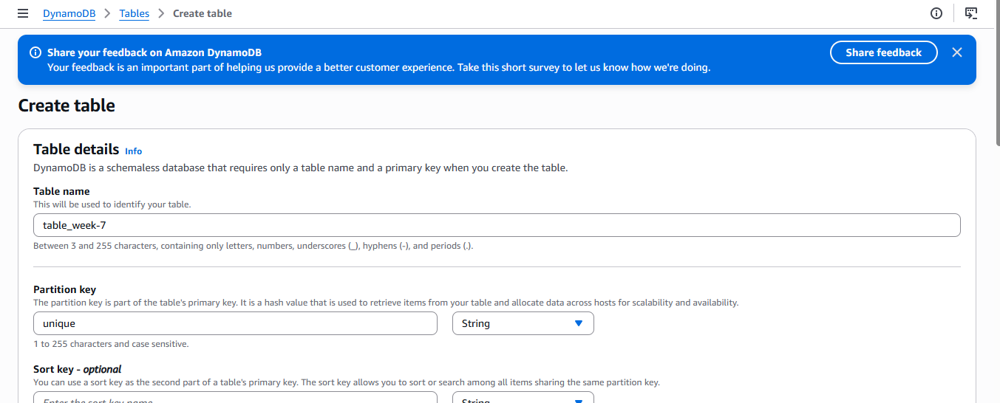 DynamoDB > Tables > Create table
Share your feedback on Amazon DynamoDB
Your feedback is an important part of helping us provide a better customer experience. Take this short survey to let us know how we're doing.
Share feedback
Create table
Table details Info
DynamoDB is a schemaless database that requires only a table name and a primary key when you create the table.
Table name
This will be used to identify your table.
table_week-7
Between 3 and 255 characters, containing only letters, numbers, underscores (_), hyphens (-), and periods (.).
Partition key
The partition key is part of the table's primary key. It is a hash value that is used to retrieve items from your table and allocate data across hosts for scalability and availability.
unique String
1 to 255 characters and case sensitive.
Sort key - optional
You can use a sort key as the second part of a table's primary key. The sort key allows you to sort or search among all items sharing the same partition key.
Enter the sort key name String